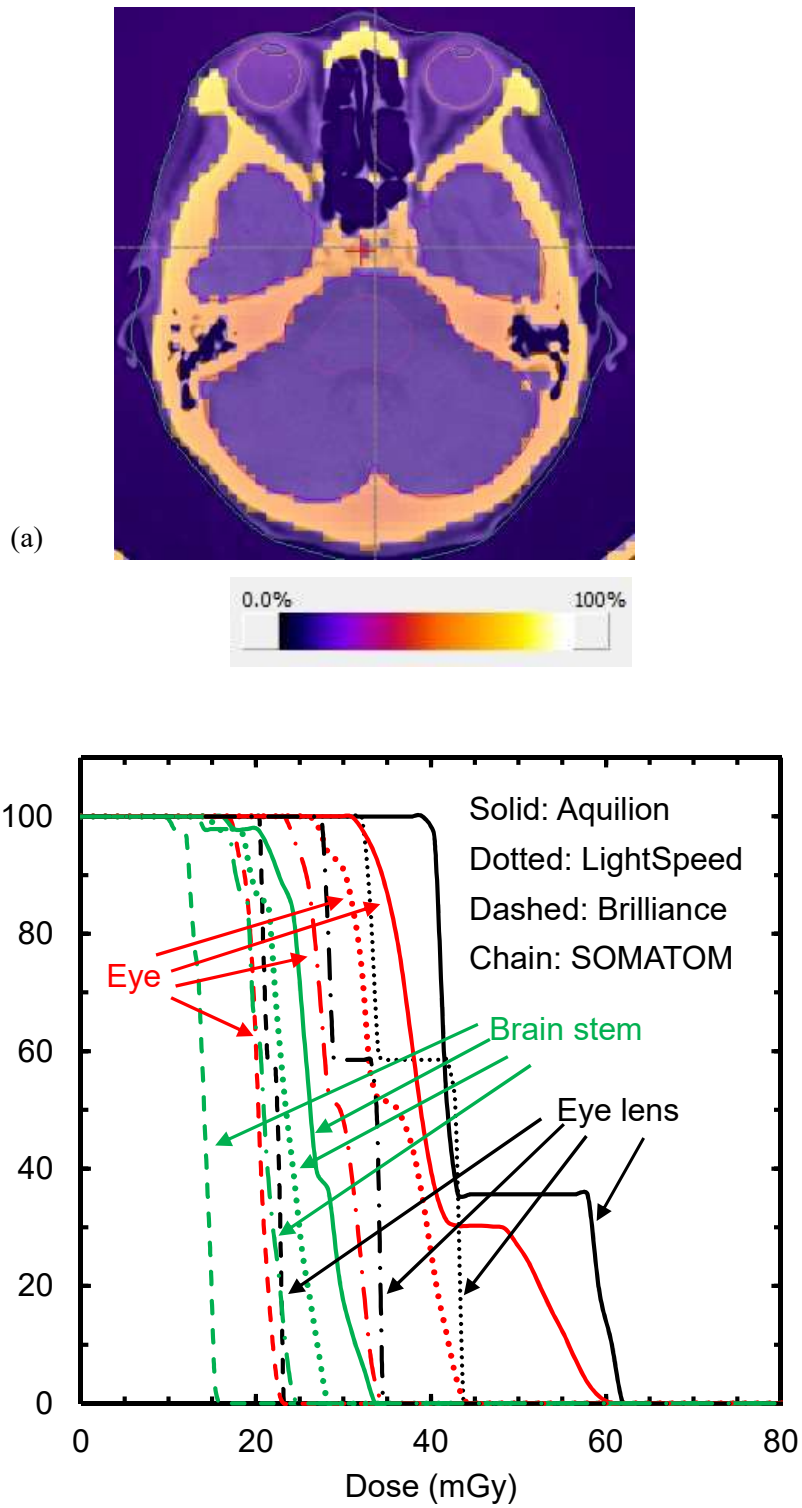 (a)
0.0% 100%
100
80
60
40
20
0
Solid: Aquilion
Dotted: LightSpeed
Dashed: Brilliance
Chain: SOMATOM
Eye
Brain stem
Eye lens
0 20 40 60 80
Dose (mGy)